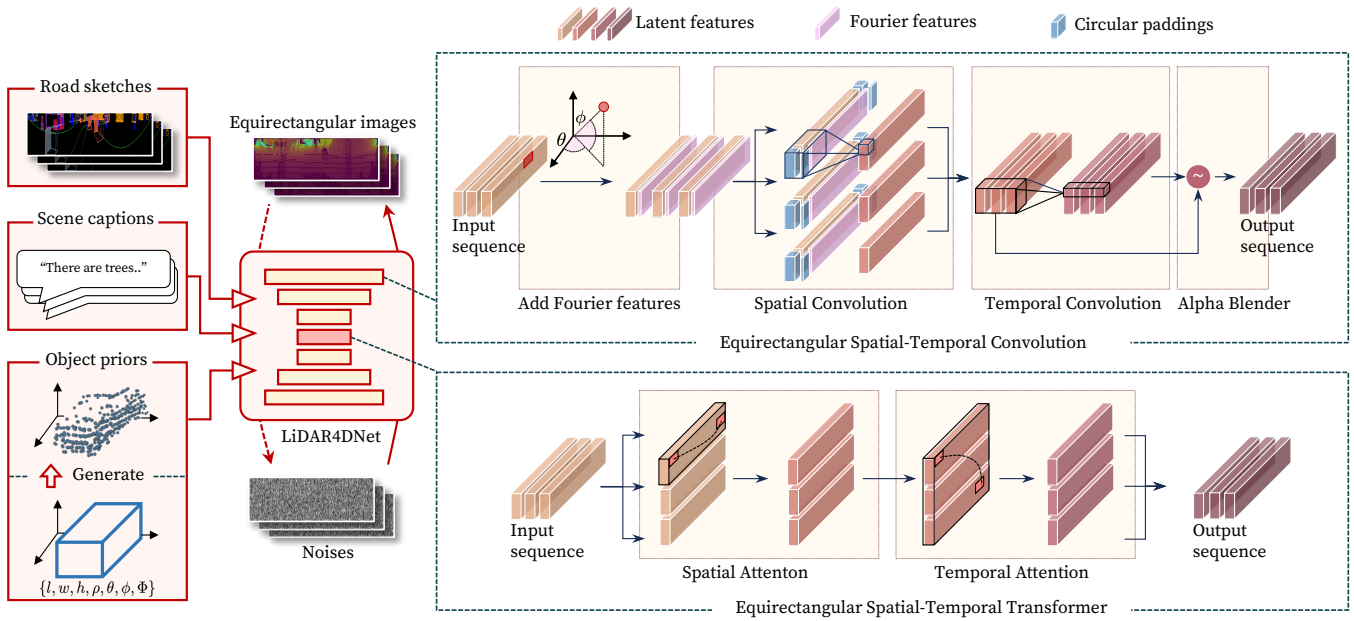 Latent features
Fourier features
Circular paddings
Road sketches
Equirectangular images
Scene captions
“There are trees..”
Object priors
Generate
{l, w, h, ρ, θ, ϕ, Φ}
LiDAR4DNet
Noises
Input
sequence
θ
ϕ
~
Output
sequence
Add Fourier features
Spatial Convolution
Temporal Convolution
Alpha Blender
Equirectangular Spatial-Temporal Convolution
Input
sequence
Output
sequence
Spatial Attenton
Temporal Attention
Equirectangular Spatial-Temporal Transformer